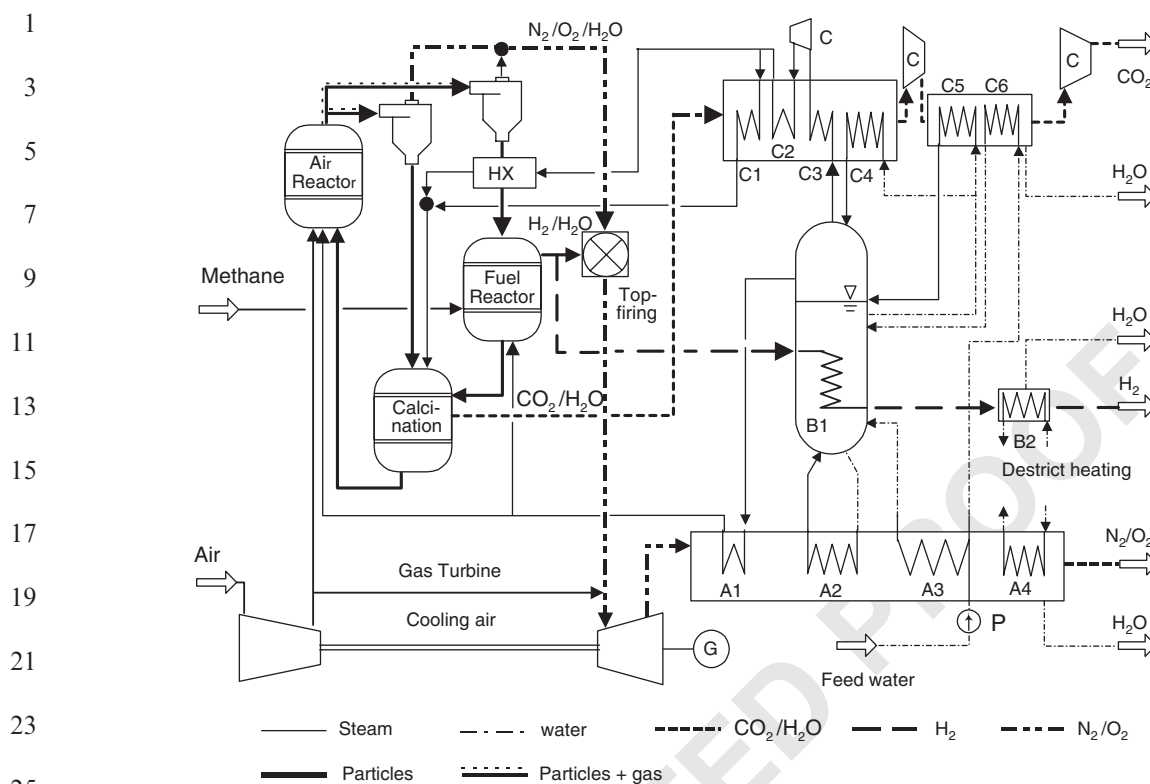 1
N₂/O₂/H₂O
C
C
C
CO₂
3
C5 C6
5
Air
Reactor
HX
C1
C2
C3
C4
H₂O
7
H₂/H₂O
9
Methane
Fuel
Reactor
Top-
firing
11
H₂O
13
Calci-
nation
CO₂/H₂O
B1
B2
H₂
15
Destrict heating
17
Air
Gas Turbine
N₂/O₂
19
A1
A2
A3
A4
Cooling air
P
H₂O
21
G
Feed water
23
Steam
water
CO₂/H₂O
H₂
N₂/O₂
25
Particles
Particles + gas
ED PROOF